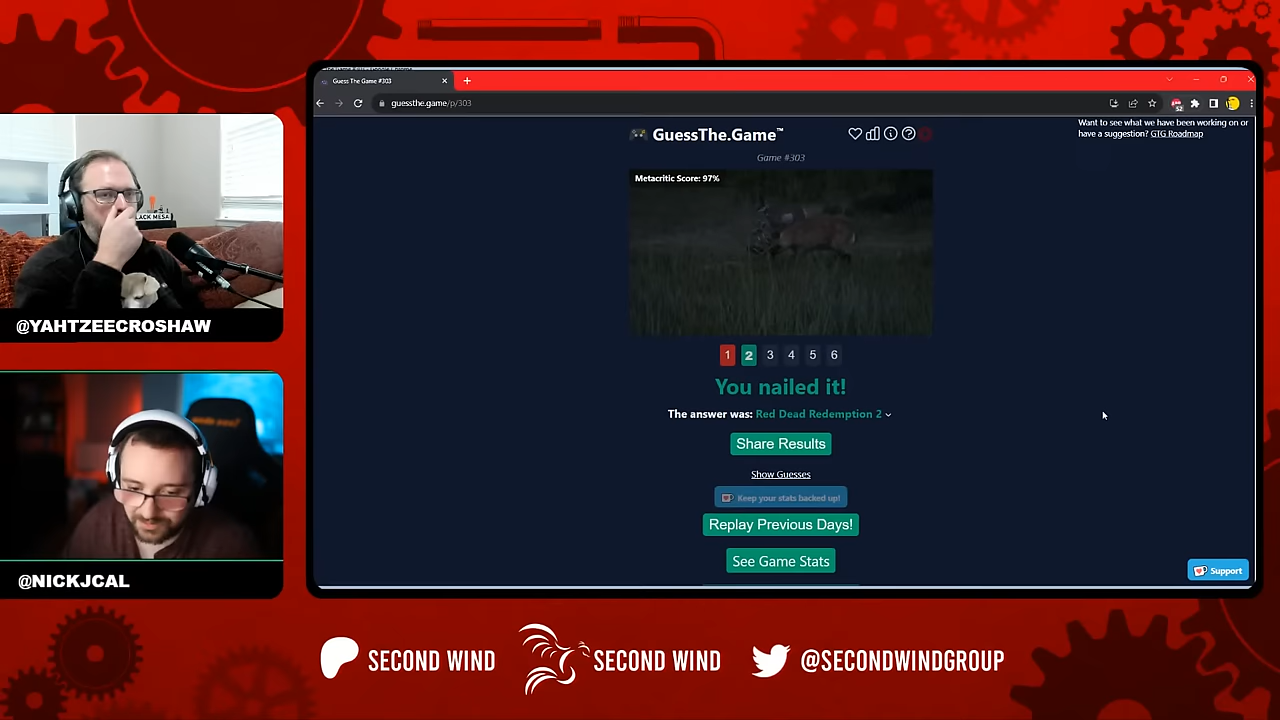 Guess The Game #303
guessthe.game/p/303
Want to see what we have been working on or
have a suggestion? GTG Roadmap
GuessThe.Game™
Game #303
Metacritic Score: 97%
1 2 3 4 5 6
You nailed it!
The answer was: Red Dead Redemption 2
Share Results
Show Guesses
Keep your stats backed up!
Replay Previous Days!
See Game Stats
Support
BLACK MESA
@YAHTZEECROSHAW
@NICKJCAL
SECOND WIND
SECOND WIND
@SECONDWINDGROUP